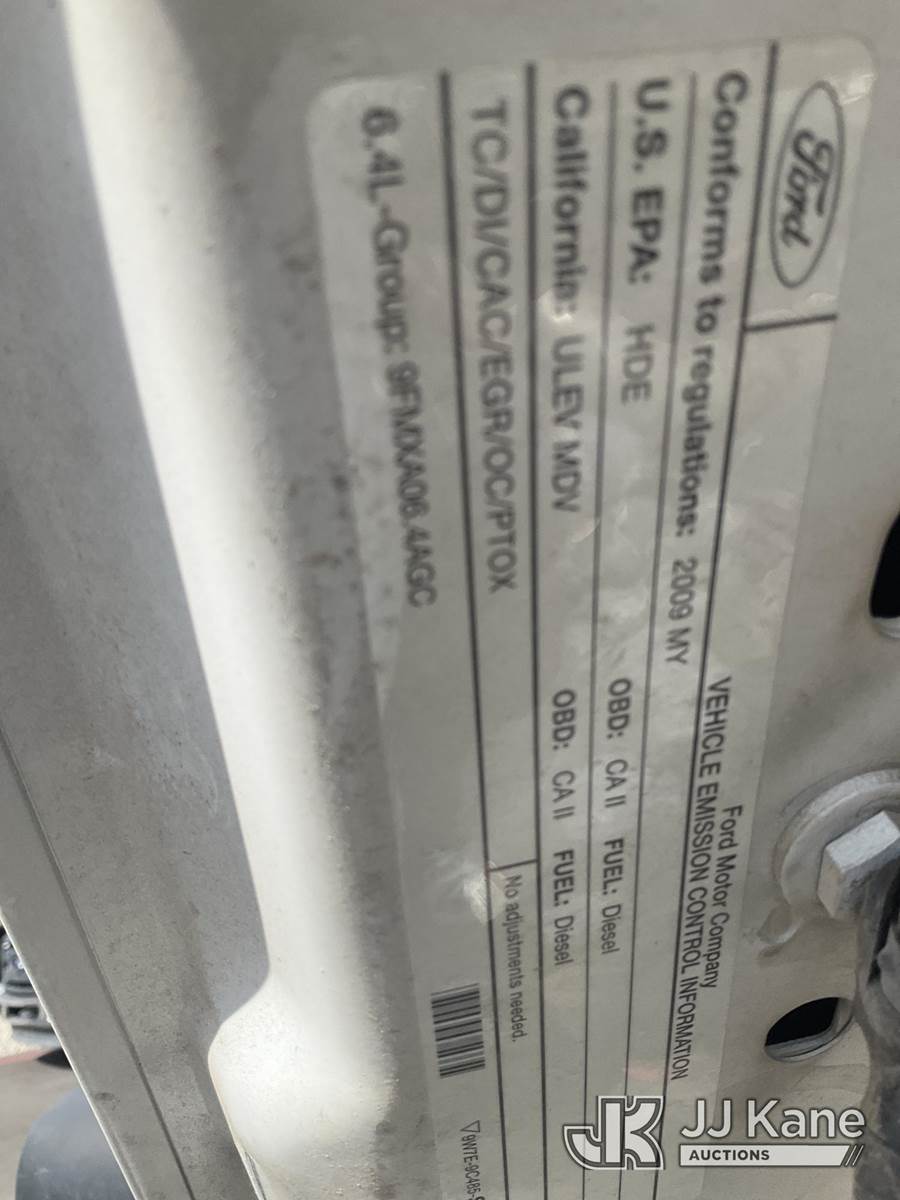 Ford
Ford Motor Company
VEHICLE EMISSION CONTROL INFORMATION
Conforms to regulations: 2009 MY
U.S. EPA: HDE OBD: CA II FUEL: Diesel
California: ULEV MDV OBD: CA II FUEL: Diesel
TC/DI/CAC/EGR/OC/PTOX
No adjustments needed.
6.4L-Group: 9FMXA06.4AGC
JK JJ Kane
AUCTIONS